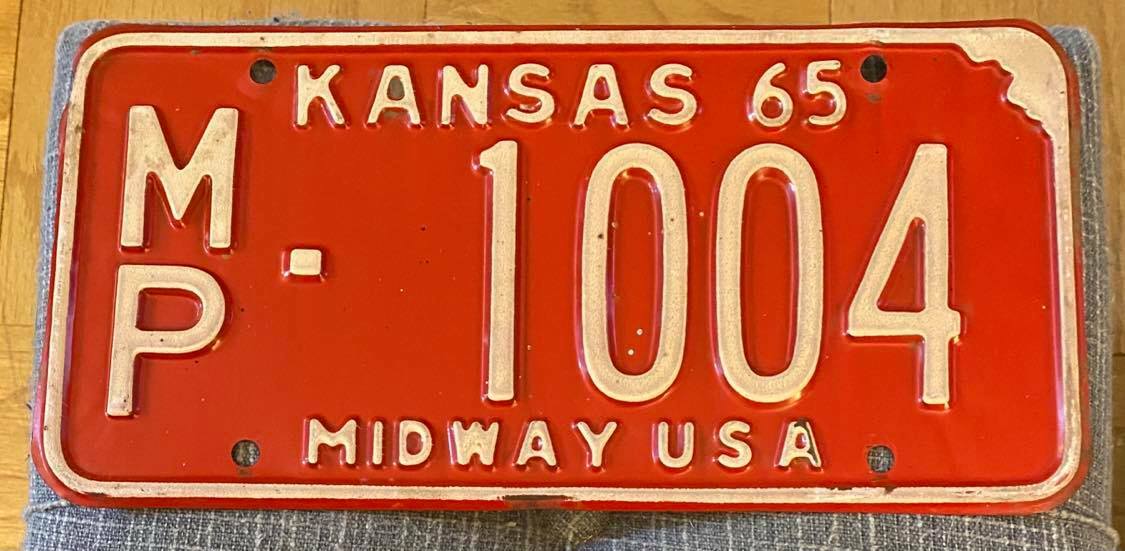 KANSAS 65
MP-1004
MIDWAY USA